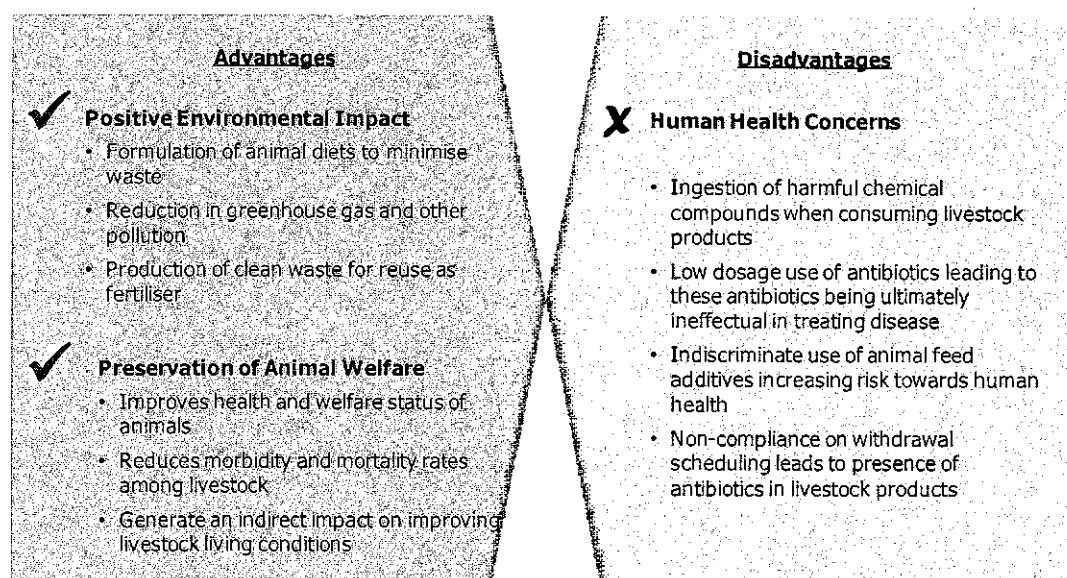 Advantages
✓ Positive Environmental Impact
• Formulation of animal diets to minimise
waste
• Reduction in greenhouse gas and other
pollution
• Production of clean waste for reuse as
fertiliser
✓ Preservation of Animal Welfare
• Improves health and welfare status of
animals
• Reduces morbidity and mortality rates
among livestock
• Generate an indirect impact on improving
livestock living conditions
Disadvantages
X Human Health Concerns
• Ingestion of harmful chemical
compounds when consuming livestock
products
• Low dosage use of antibiotics leading to
these antibiotics being ultimately
ineffectual in treating disease
• Indiscriminate use of animal feed
additives increasing risk towards human
health
• Non-compliance on withdrawal
scheduling leads to presence of
antibiotics in livestock products